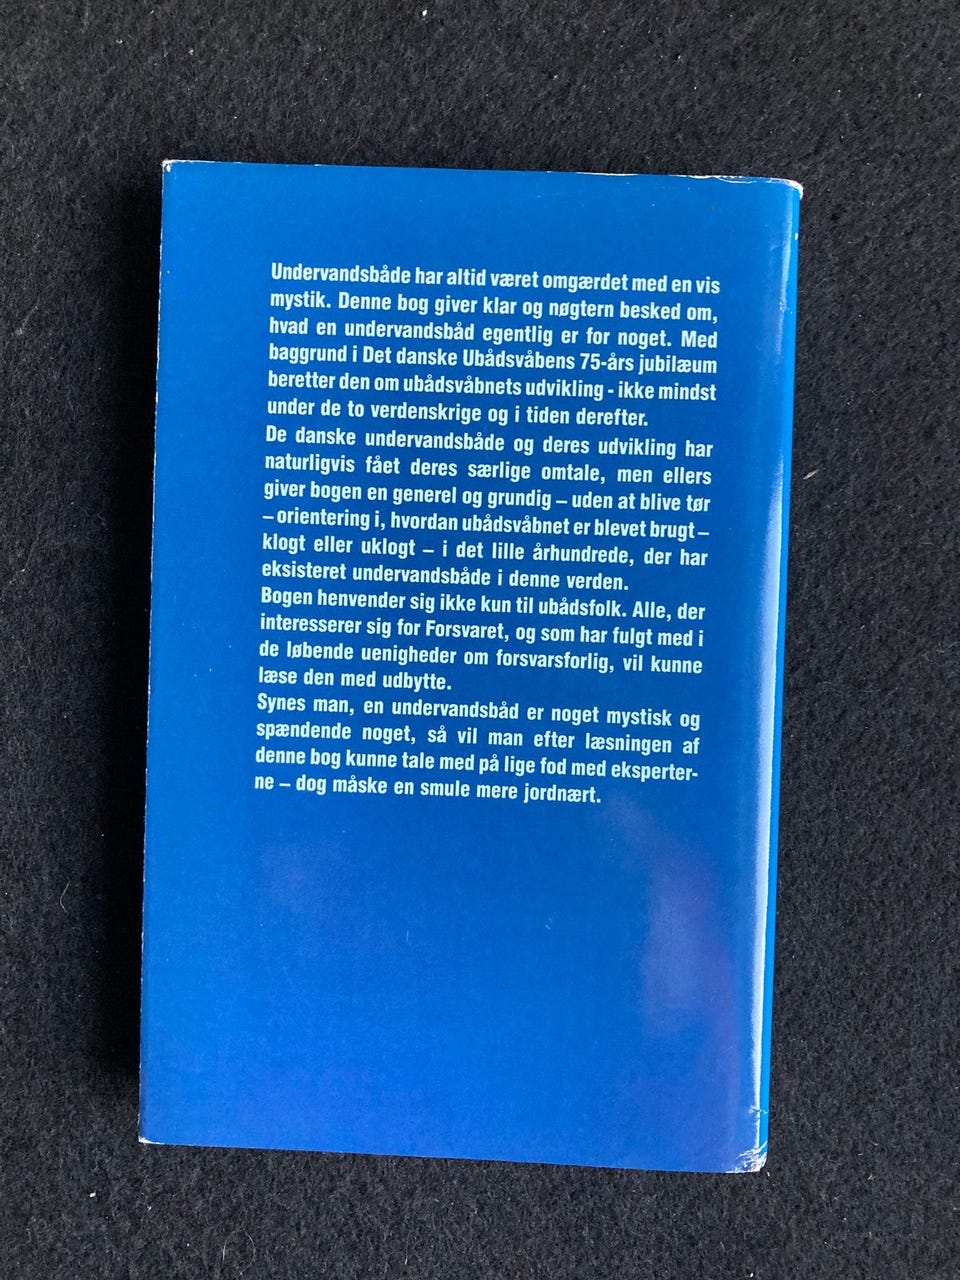 Undervandsbåde har altid været omgærdet med en vis
mystik. Denne bog giver klar og nøgtern besked om,
hvad en undervandsbåd egentlig er for noget. Med
baggrund i Det danske Ubådsvåbens 75-års jubilæum
beretter den om ubådsvåbnets udvikling - ikke mindst
under de to verdenskrige og i tiden derefter.
De danske undervandsbåde og deres udvikling har
naturligvis fået deres særlige omtale, men ellers
giver bogen en generel og grundig – uden at blive tør
– orientering i, hvordan ubådsvåbnet er blevet brugt –
klogt eller uklogt – i det lille århundrede, der har
eksisteret undervandsbåde i denne verden.
Bogen henvender sig ikke kun til ubådsfolk. Alle, der
interesserer sig for Forsvaret, og som har fulgt med i
de løbende uenigheder om forsvarsforlig, vil kunne
læse den med udbytte.
Synes man, en undervandsbåd er noget mystisk og
spændende noget, så vil man efter læsningen af
denne bog kunne tale med på lige fod med eksperter-
ne – dog måske en smule mere jordnært.